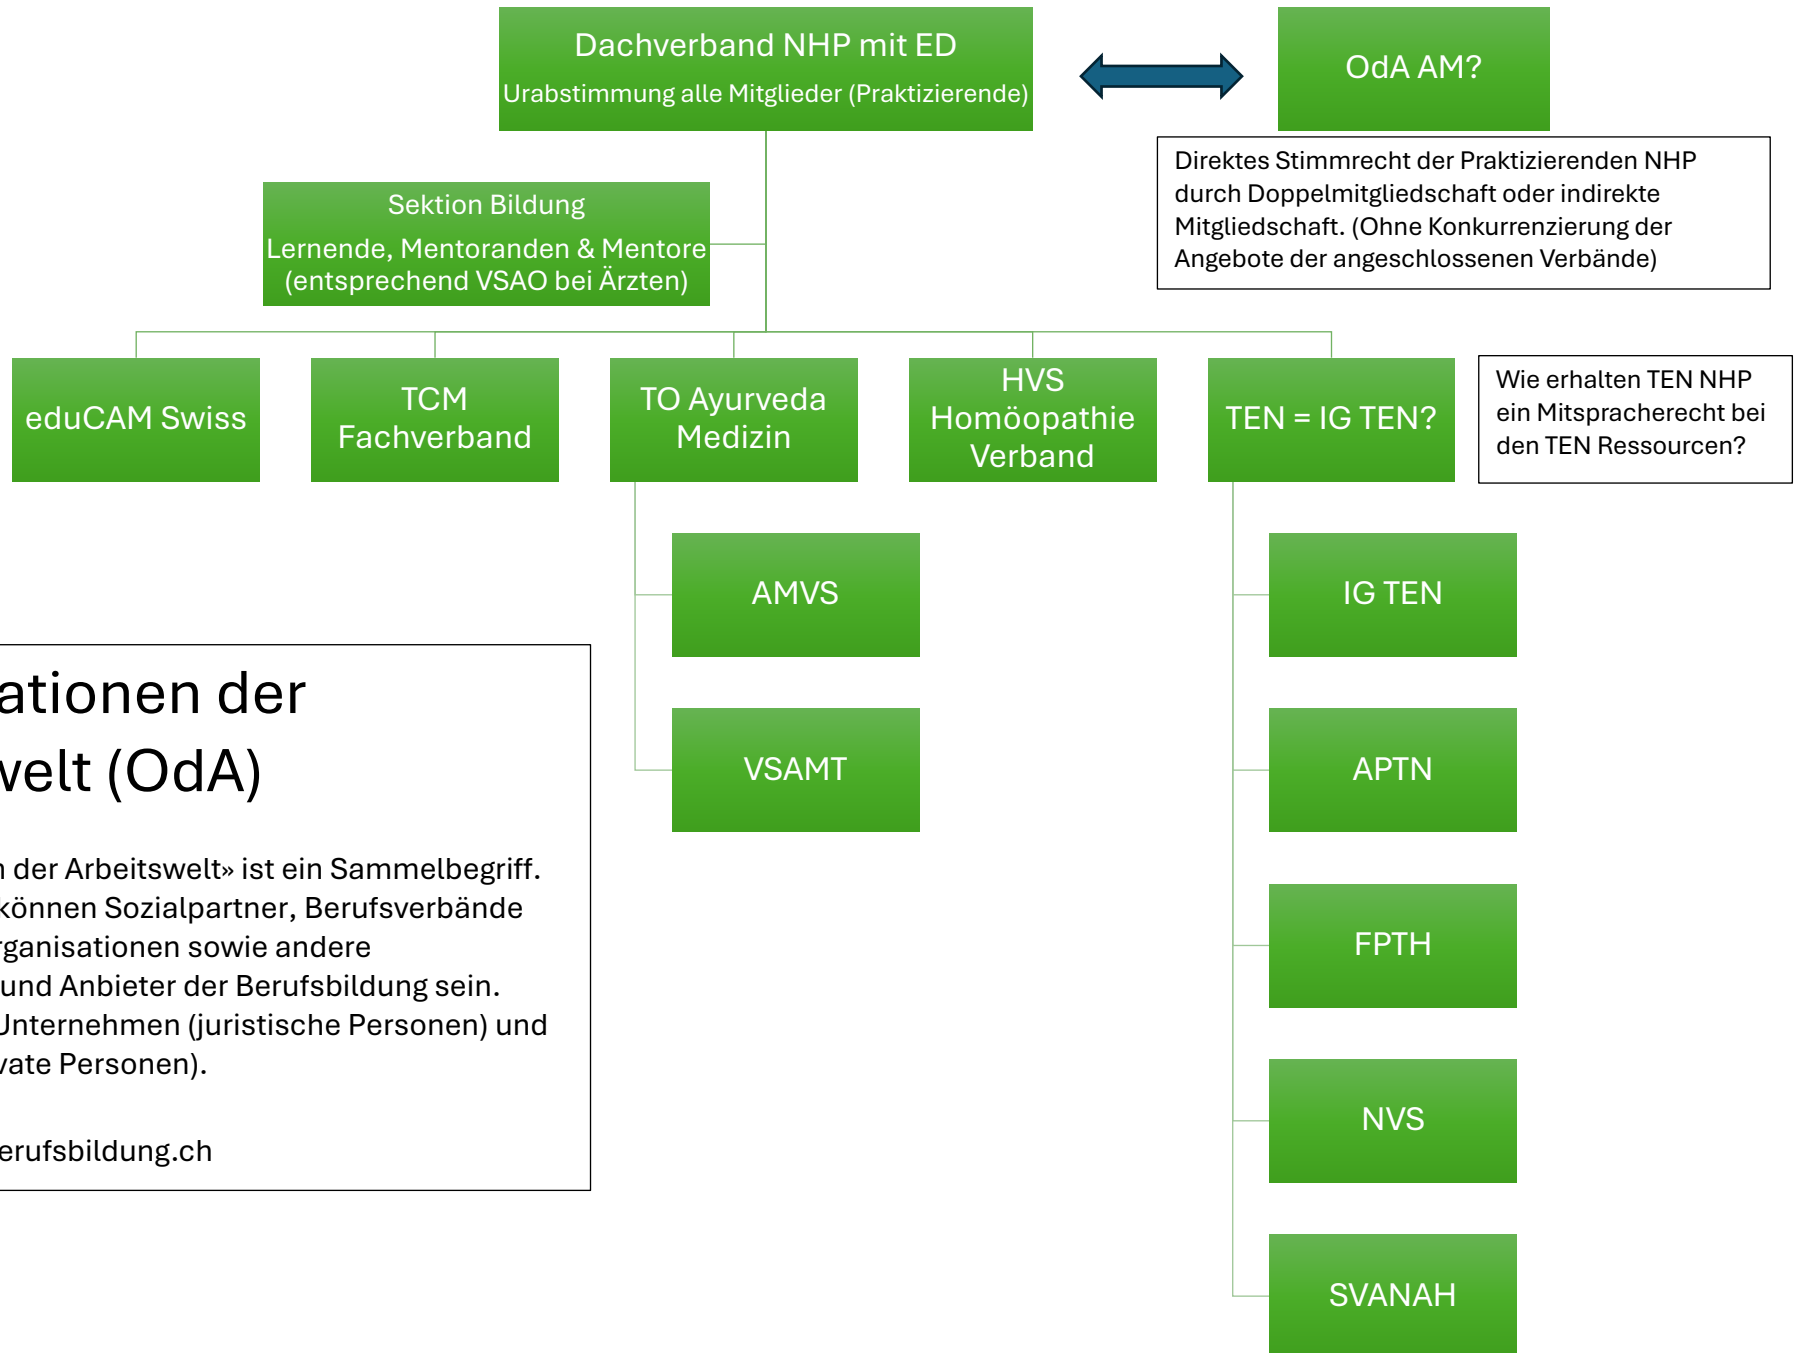 Dachverband NHP mit ED
Urabstimmung alle Mitglieder (Praktizierende)
OdA AM?
Direktes Stimmrecht der Praktizierenden NHP
durch Doppelmitgliedschaft oder indirekte
Mitgliedschaft. (Ohne Konkurrenzierung der
Angebote der angeschlossenen Verbände)
Sektion Bildung
Lernende, Mentoranden & Mentore
(entsprechend VSAO bei Ärzten)
eduCAM Swiss
TCM
Fachverband
TO Ayurveda
Medizin
HVS
Homöopathie
Verband
TEN = IG TEN?
Wie erhalten TEN NHP
ein Mitspracherecht bei
den TEN Ressourcen?
AMVS
VSAMT
IG TEN
APTN
FPTH
NVS
SVANAH
ationen der
welt (OdA)
der Arbeitswelt» ist ein Sammelbegriff.
können Sozialpartner, Berufsverbände
rganisationen sowie andere
und Anbieter der Berufsbildung sein.
Unternehmen (juristische Personen) und
vate Personen).
erufsbildung.ch